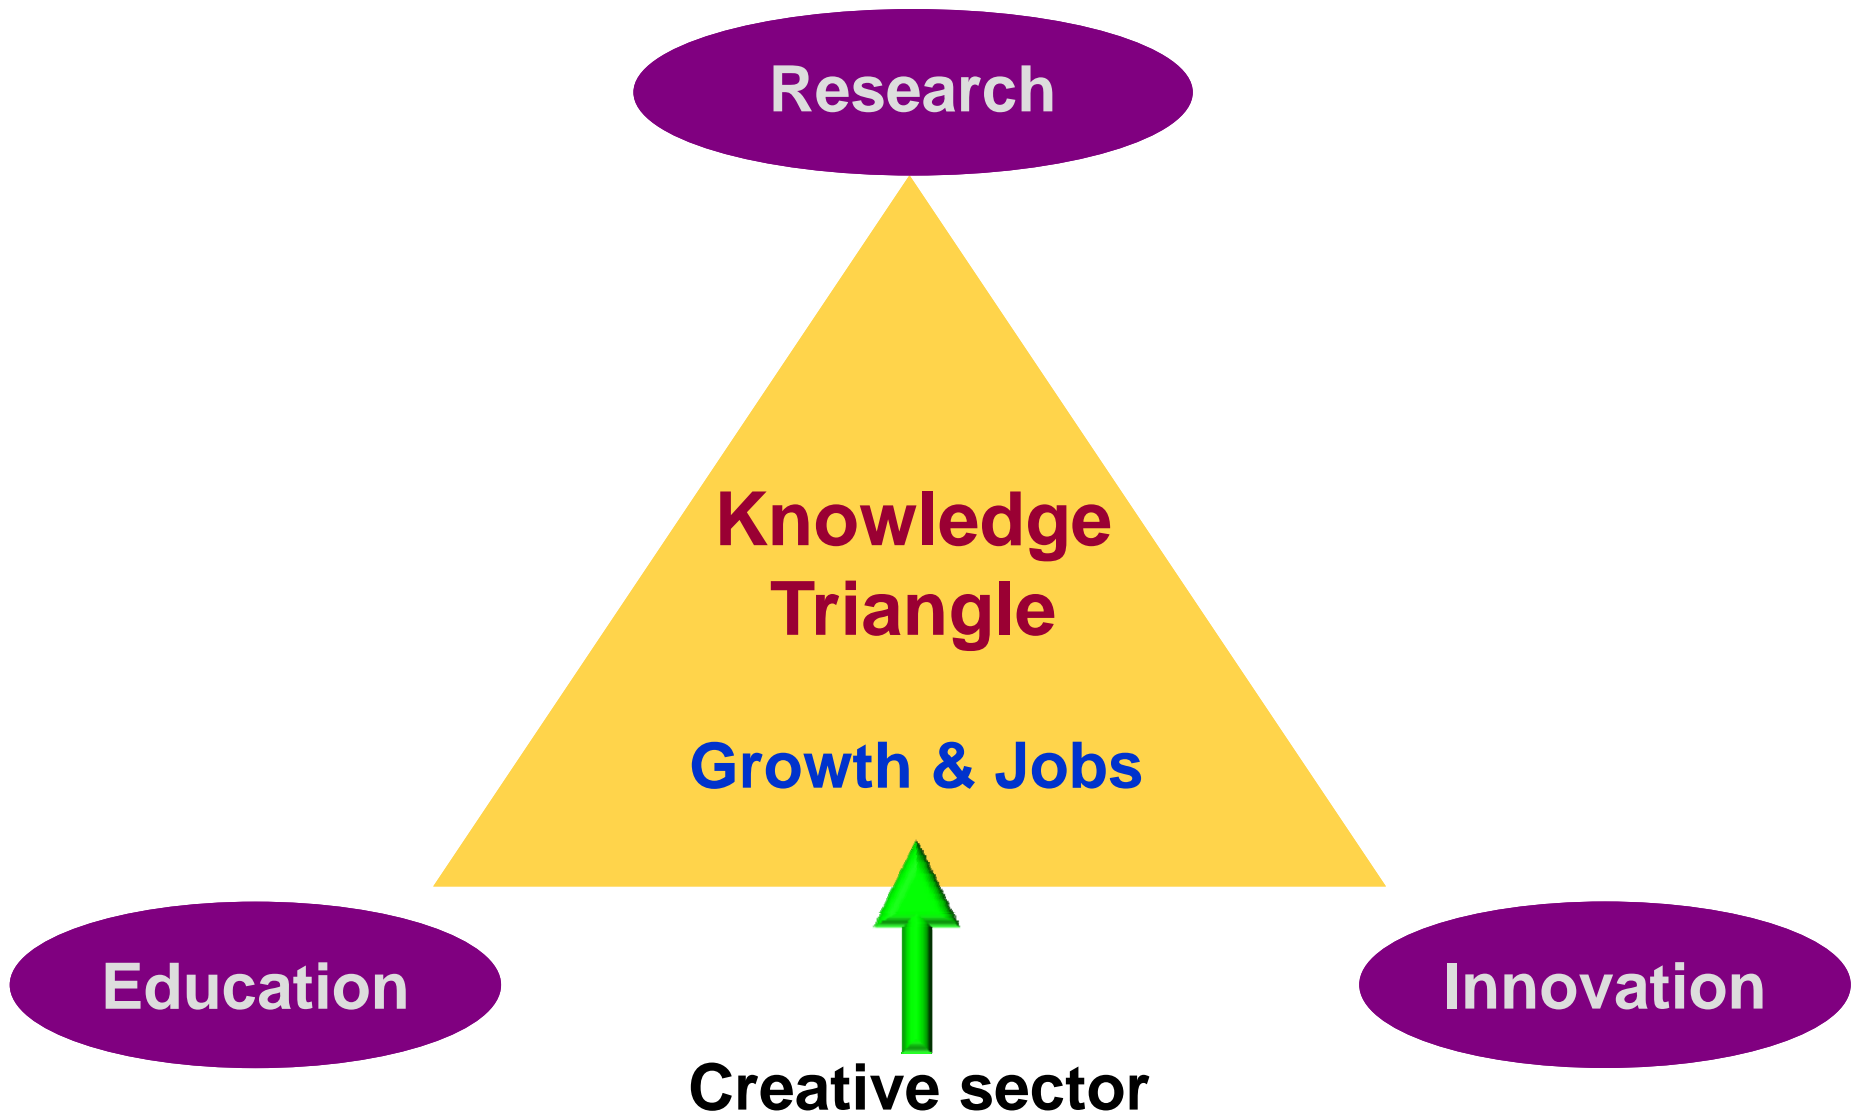 Research
Knowledge
Triangle
Growth & Jobs
Education
Innovation
Creative sector